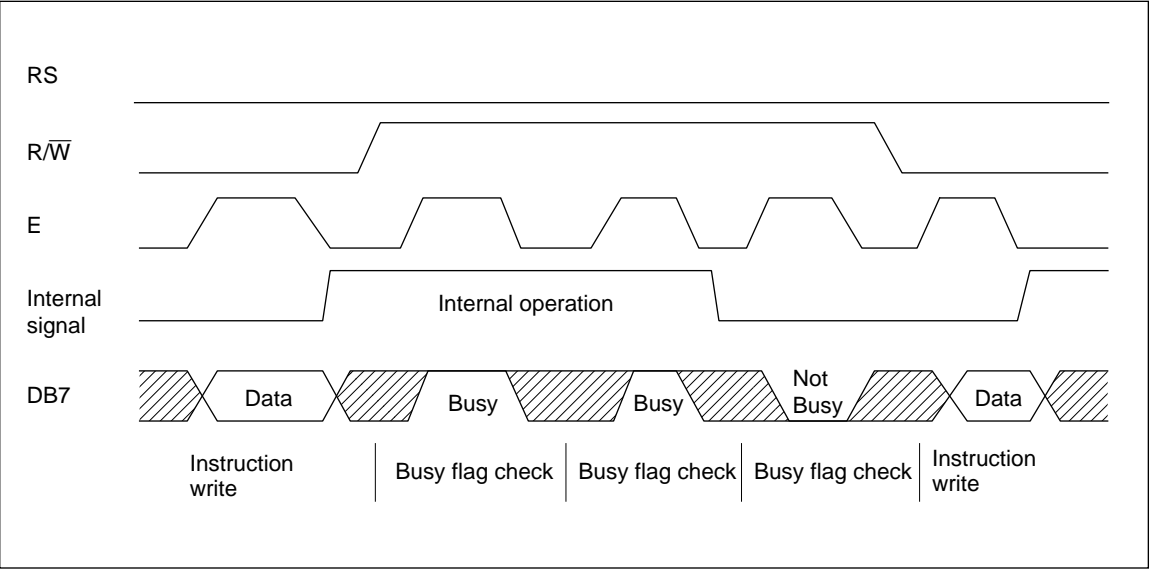 RS
R/W̅
E
Internal
signal
Internal operation
DB7
Data
Busy
Busy
Not
Busy
Data
Instruction
write
Busy flag check
Busy flag check
Busy flag check
Instruction
write